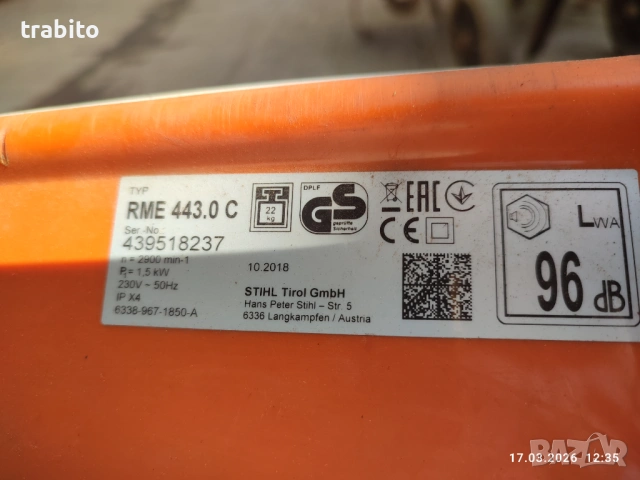 trabito
TYP
RME 443.0 C
Ser.-No.
439518237
n = 2900 min-1
P = 1,5 kW
230V ~ 50Hz
IP X4
6338-967-1850-A
22 kg
10.2018
DPLF
GS
geprüfte
Sicherheit
EAC
CE
STIHL Tirol GmbH
Hans Peter Stihl - Str. 5
6336 Langkampfen / Austria
LWA
96 dB
BAZAR
17.03.2026 12:35